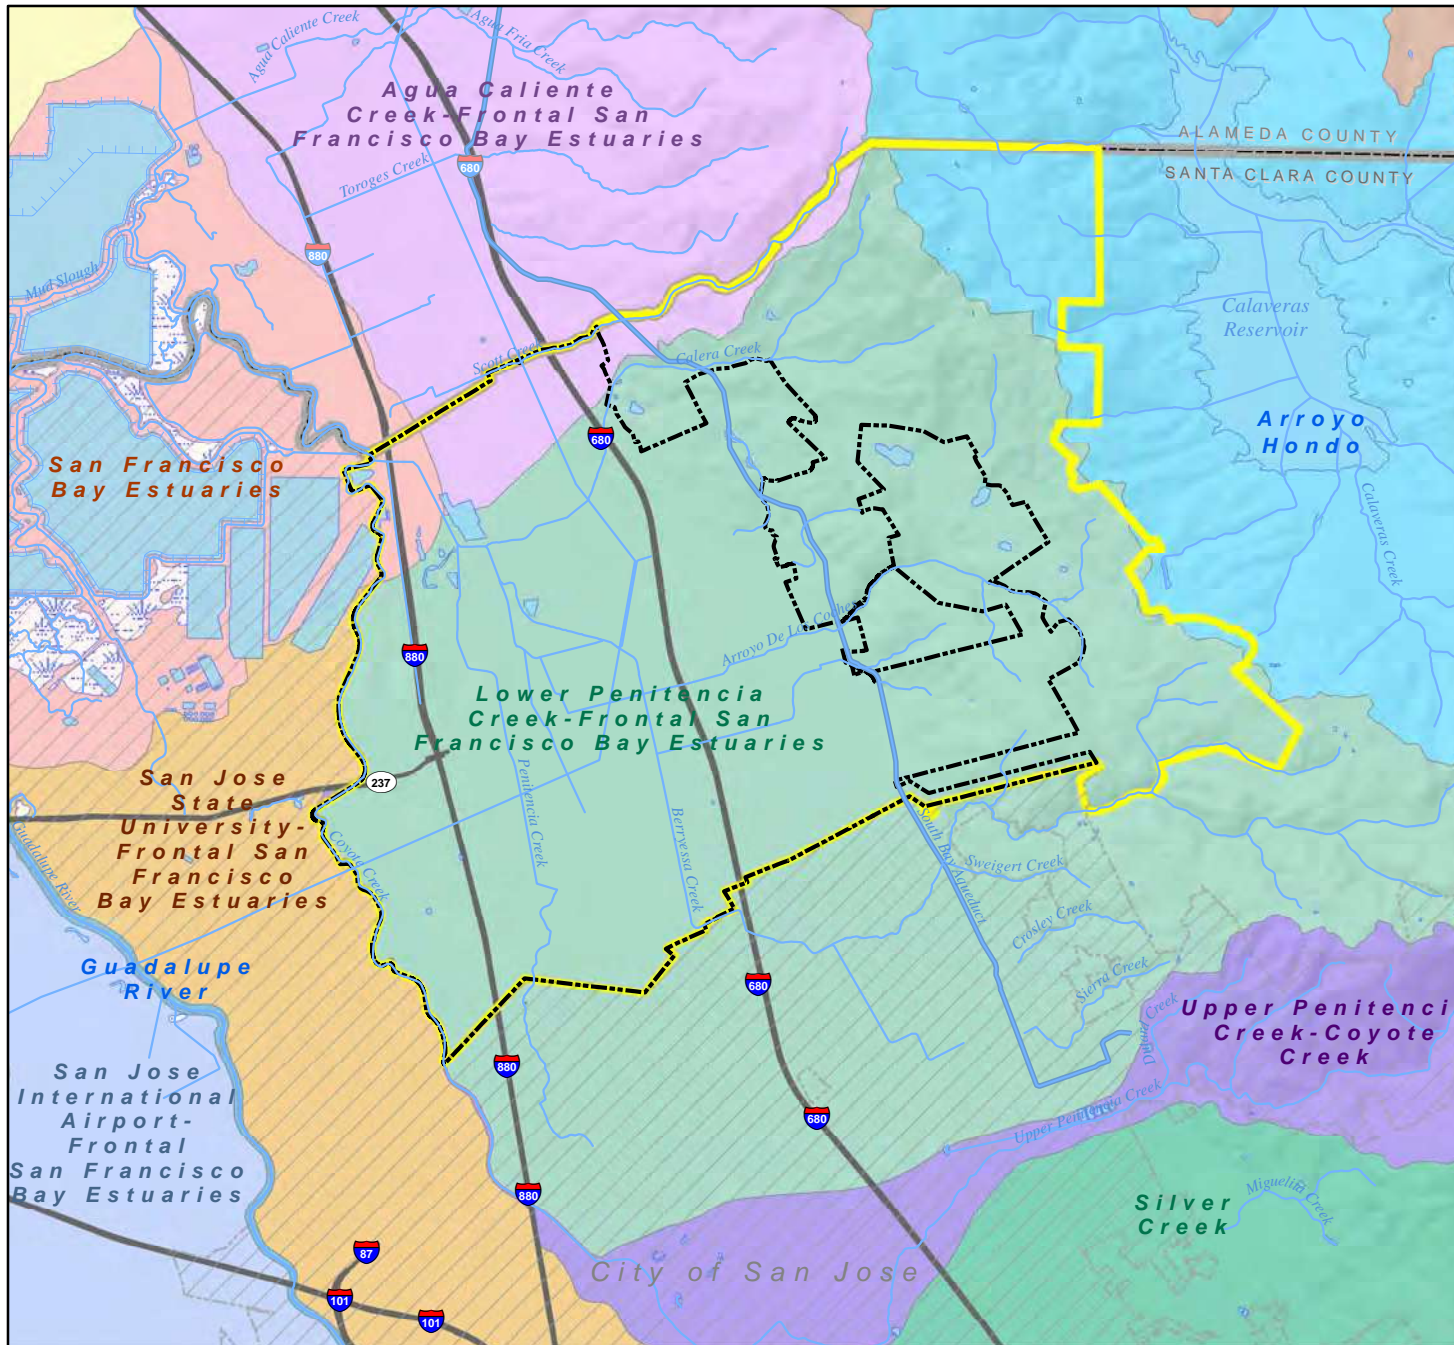 Agua Caliente Creek
Agua Fria Creek
Agua Caliente
Creek-Frontal San
Francisco Bay Estuaries
ALAMEDA COUNTY
SANTA CLARA COUNTY
680
Toroges Creek
880
Mud Slough
Calaveras
Reservoir
Scott Creek
Calera Creek
680
Arroyo
Hondo
San Francisco
Bay Estuaries
Calaveras Creek
Arroyo De Los Coches
880
Lower Penitencia
Creek-Frontal San
Francisco Bay Estuaries
237
San Jose
State
University-
Frontal San
Francisco
Bay Estuaries
Penitencia Creek
Berryessa Creek
South Bay Aqueduct
Coyote Creek
Guadalupe River
Sweigert Creek
Crosley Creek
Sierra Creek
Guadalupe
River
680
Upper Penitenci
Creek-Coyote
Creek
880
San Jose
International
Airport-
Frontal
San Francisco
Bay Estuaries
680
Upper Penitencia Creek
880
Silver
Creek
Miguelita Creek
87
City of San Jose
101
101